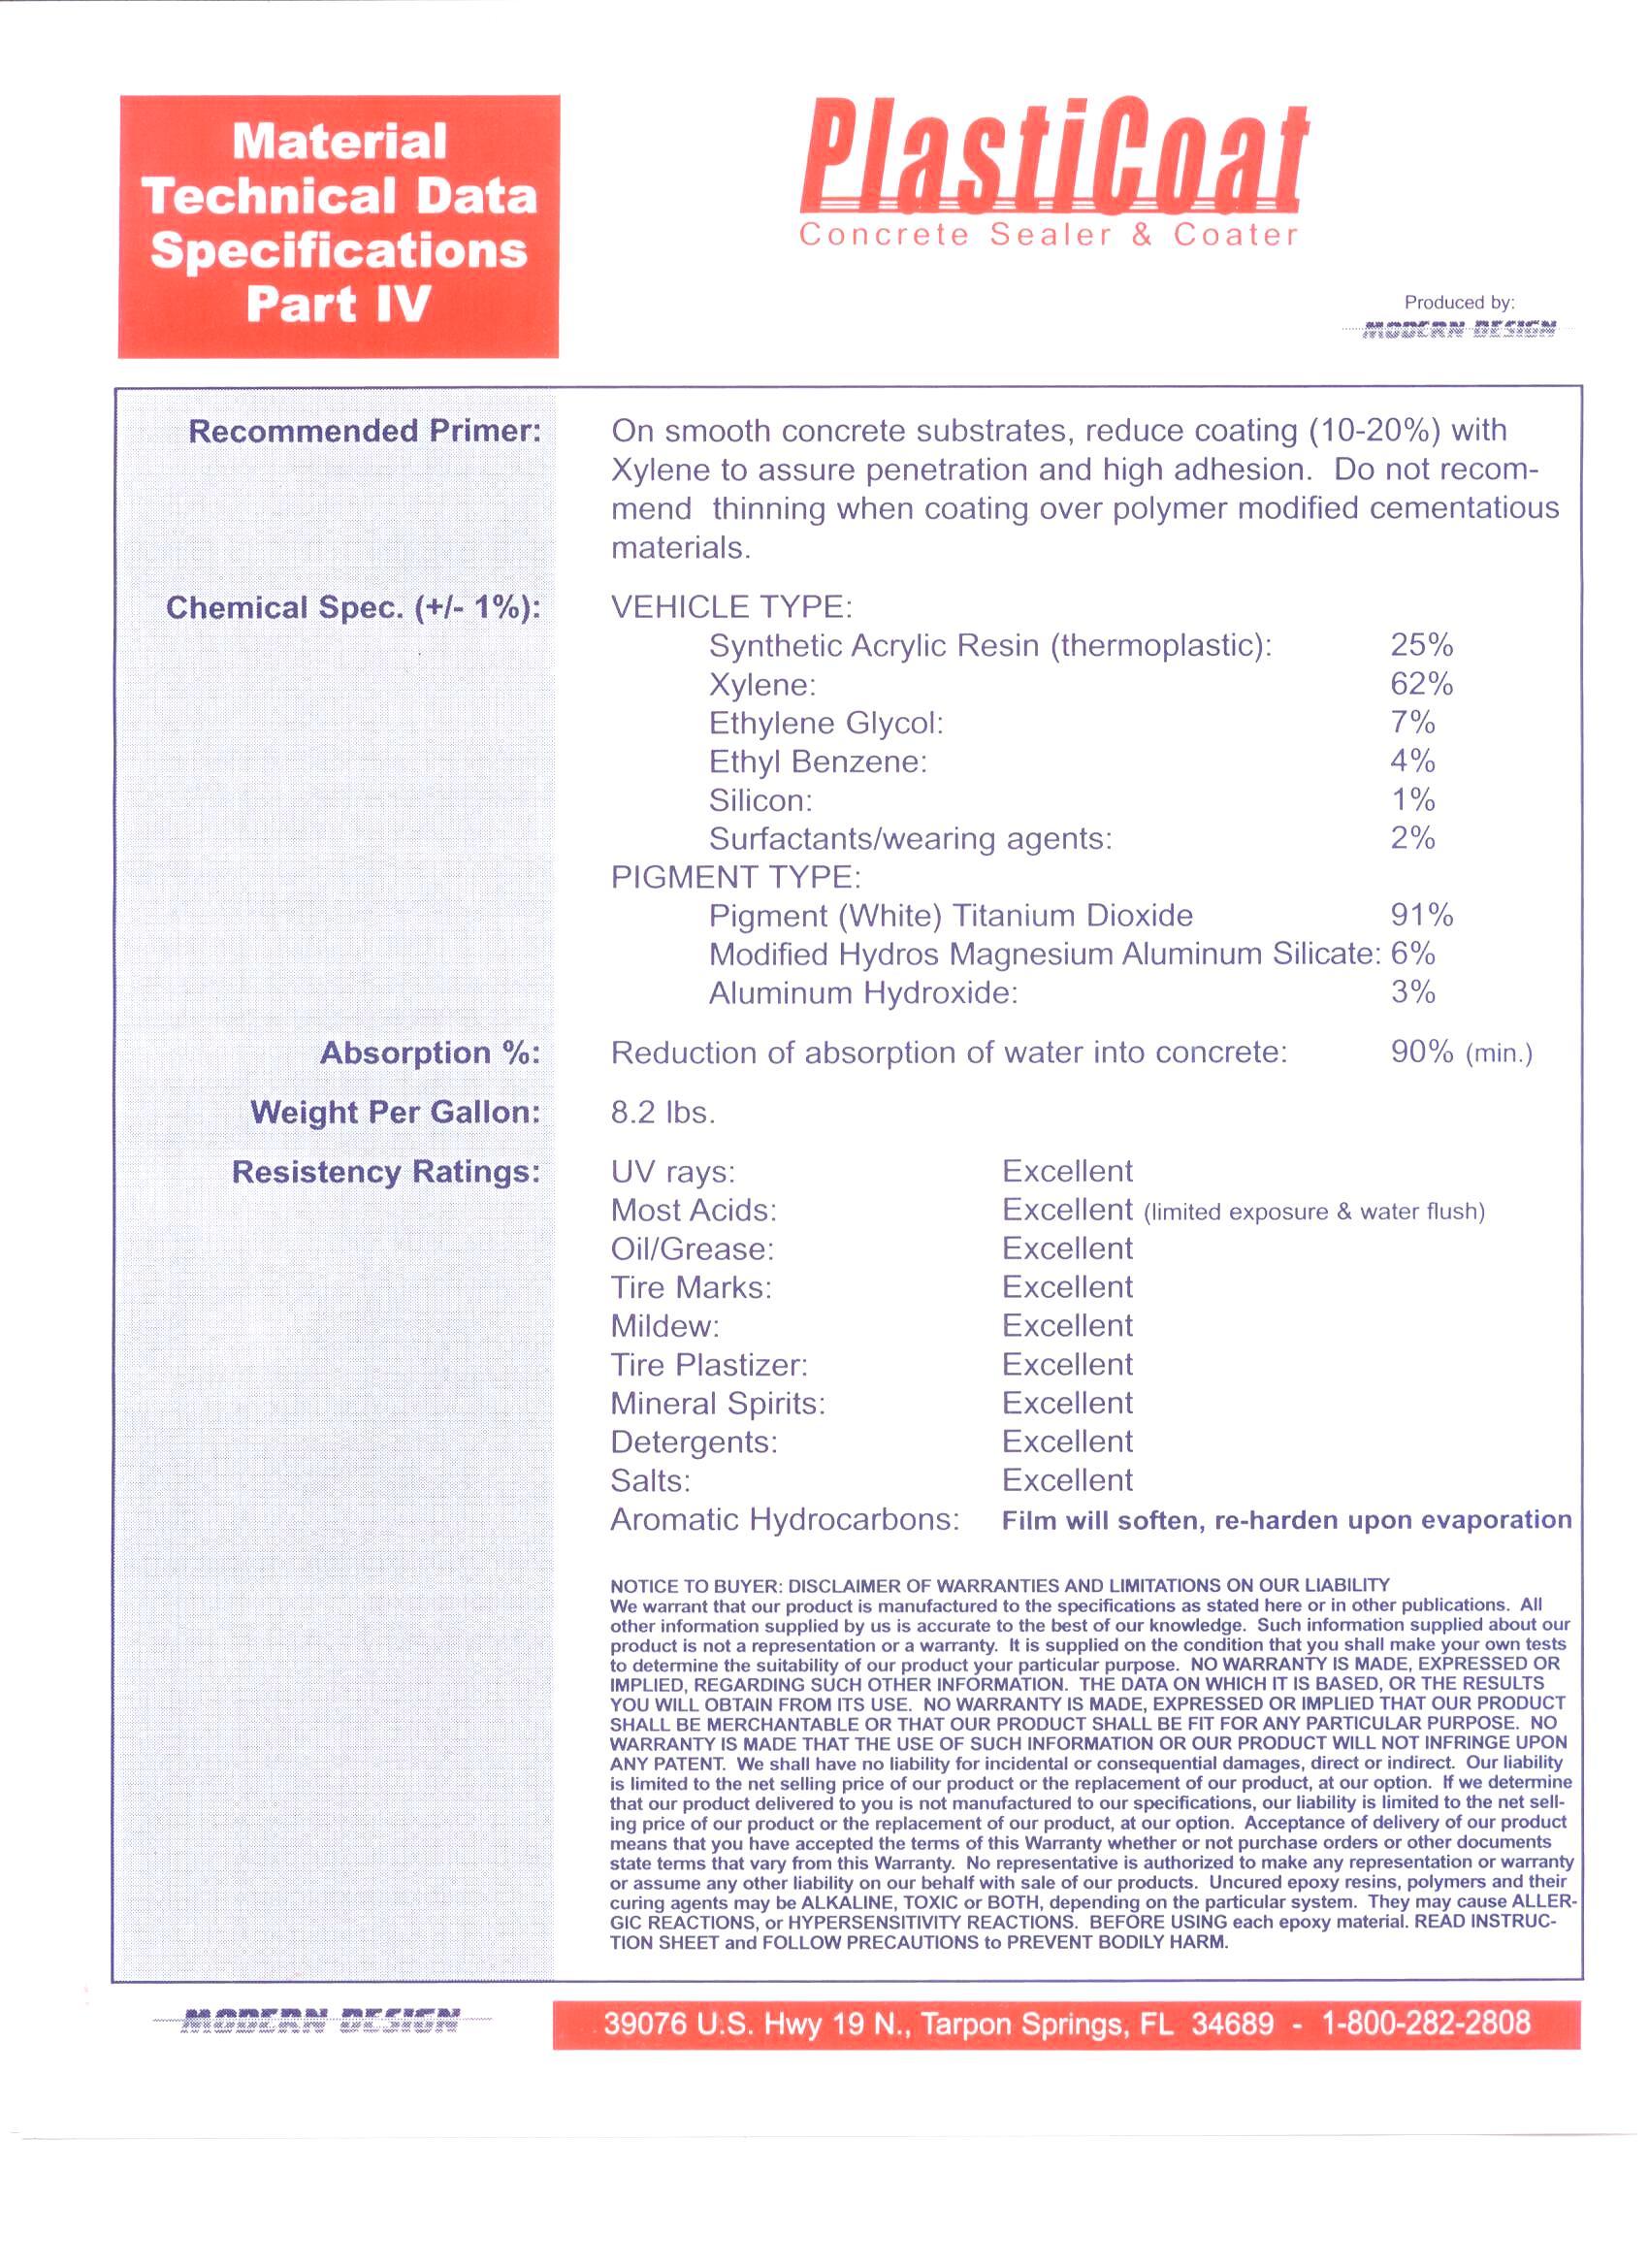 Material
Technical Data
Specifications
Part IV
PlastiCoat
Concrete Sealer & Coater
Produced by:
MODERN DESIGN
Recommended Primer:
On smooth concrete substrates, reduce coating (10-20%) with
Xylene to assure penetration and high adhesion. Do not recom-
mend thinning when coating over polymer modified cementatious
materials.
Chemical Spec. (+/- 1%):
VEHICLE TYPE:
Synthetic Acrylic Resin (thermoplastic): 25%
Xylene: 62%
Ethylene Glycol: 7%
Ethyl Benzene: 4%
Silicon: 1%
Surfactants/wearing agents: 2%
PIGMENT TYPE:
Pigment (White) Titanium Dioxide 91%
Modified Hydros Magnesium Aluminum Silicate: 6%
Aluminum Hydroxide: 3%
Absorption %: Reduction of absorption of water into concrete: 90% (min.)
Weight Per Gallon: 8.2 lbs.
Resistency Ratings: UV rays: Excellent
Most Acids: Excellent (limited exposure & water flush)
Oil/Grease: Excellent
Tire Marks: Excellent
Mildew: Excellent
Tire Plastizer: Excellent
Mineral Spirits: Excellent
Detergents: Excellent
Salts: Excellent
Aromatic Hydrocarbons: Film will soften, re-harden upon evaporation
NOTICE TO BUYER: DISCLAIMER OF WARRANTIES AND LIMITATIONS ON OUR LIABILITY
We warrant that our product is manufactured to the specifications as stated here or in other publications. All
other information supplied by us is accurate to the best of our knowledge. Such information supplied about our
product is not a representation or a warranty. It is supplied on the condition that you shall make your own tests
to determine the suitability of our product your particular purpose. NO WARRANTY IS MADE, EXPRESSED OR
IMPLIED, REGARDING SUCH OTHER INFORMATION. THE DATA ON WHICH IT IS BASED, OR THE RESULTS
YOU WILL OBTAIN FROM ITS USE. NO WARRANTY IS MADE, EXPRESSED OR IMPLIED THAT OUR PRODUCT
SHALL BE MERCHANTABLE OR THAT OUR PRODUCT SHALL BE FIT FOR ANY PARTICULAR PURPOSE. NO
WARRANTY IS MADE THAT THE USE OF SUCH INFORMATION OR OUR PRODUCT WILL NOT INFRINGE UPON
ANY PATENT. We shall have no liability for incidental or consequential damages, direct or indirect. Our liability
is limited to the net selling price of our product or the replacement of our product, at our option. If we determine
that our product delivered to you is not manufactured to our specifications, our liability is limited to the net sell-
ing price of our product or the replacement of our product, at our option. Acceptance of delivery of our product
means that you have accepted the terms of this Warranty whether or not purchase orders or other documents
state terms that vary from this Warranty. No representative is authorized to make any representation or warranty
or assume any other liability on our behalf with sale of our products. Uncured epoxy resins, polymers and their
curing agents may be ALKALINE, TOXIC or BOTH, depending on the particular system. They may cause ALLER-
GIC REACTIONS, or HYPERSENSITIVITY REACTIONS. BEFORE USING each epoxy material. READ INSTRUC-
TION SHEET and FOLLOW PRECAUTIONS to PREVENT BODILY HARM.
MODERN DESIGN
39076 U.S. Hwy 19 N., Tarpon Springs, FL 34689 - 1-800-282-2808